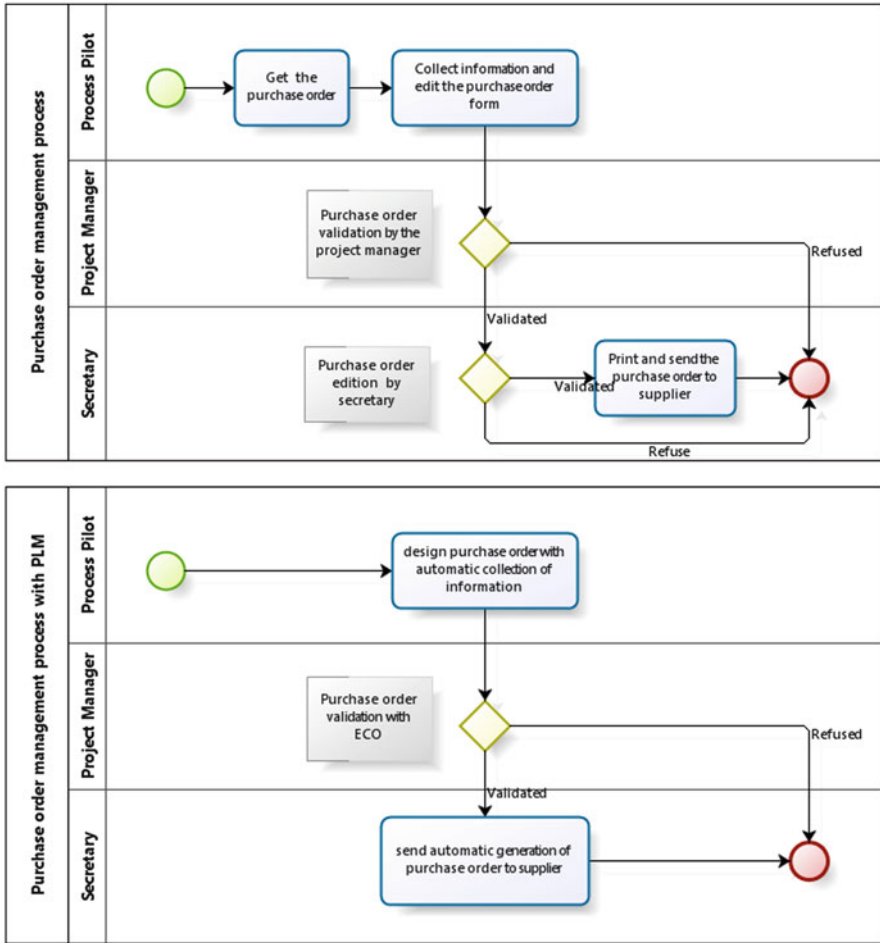 Purchase order management process
Process Pilot
Get the
purchase order
Collect information and
edit the purchase order
form
Project Manager
Purchase order
validation by the
project manager
Refused
Validated
Secretary
Purchase order
edition by
secretary
Validated
Print and send the
purchase order to
supplier
Refuse
Purchase order management process with PLM
Process Pilot
design purchase order with
automatic collection of
information
Project Manager
Purchase order
validation with
ECO
Refused
Validated
Secretary
send automatic generation of
purchase order to supplier